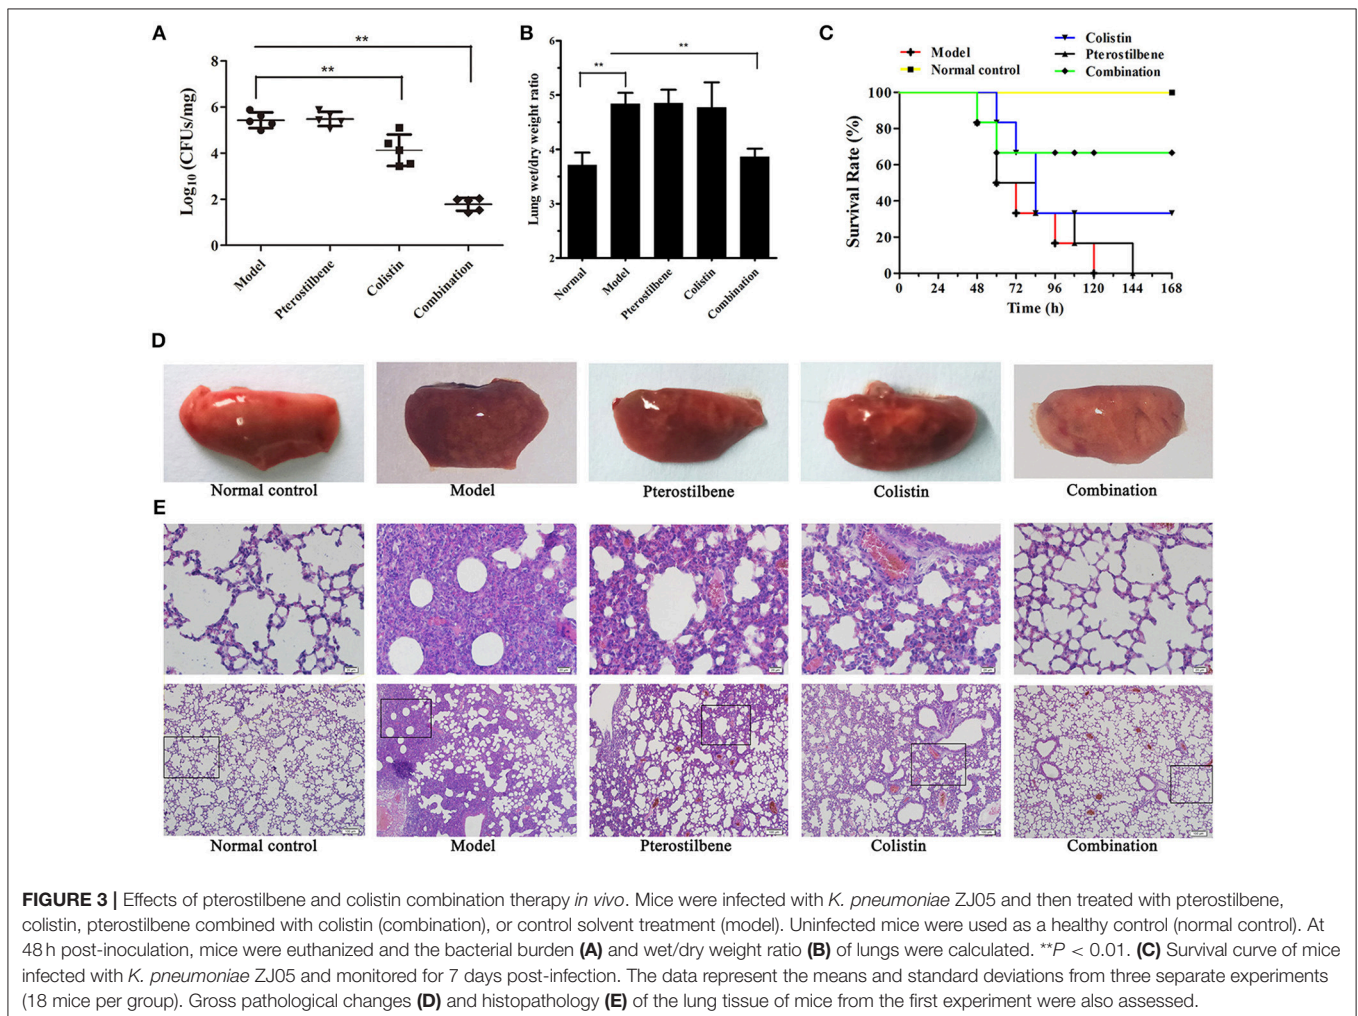 A
**
**
Log10 (CFUs/mg)
10
8
6
4
2
0
Model
Pterostilbene
Colistin
Combination
B
**
**
Lung wet/dry weight ratio
6
5
4
3
2
Normal
Model
Pterostilbene
Colistin
Combination
C
Model
Normal control
Colistin
Pterostilbene
Combination
Survival Rate (%)
100
80
60
40
20
0
0 24 48 72 96 120 144 168
Time (h)
D
Normal control Model Pterostilbene Colistin Combination
E
Normal control Model Pterostilbene Colistin Combination
FIGURE 3 | Effects of pterostilbene and colistin combination therapy in vivo. Mice were infected with K. pneumoniae ZJ05 and then treated with pterostilbene,
colistin, pterostilbene combined with colistin (combination), or control solvent treatment (model). Uninfected mice were used as a healthy control (normal control). At
48 h post-inoculation, mice were euthanized and the bacterial burden (A) and wet/dry weight ratio (B) of lungs were calculated. **P < 0.01. (C) Survival curve of mice
infected with K. pneumoniae ZJ05 and monitored for 7 days post-infection. The data represent the means and standard deviations from three separate experiments
(18 mice per group). Gross pathological changes (D) and histopathology (E) of the lung tissue of mice from the first experiment were also assessed.